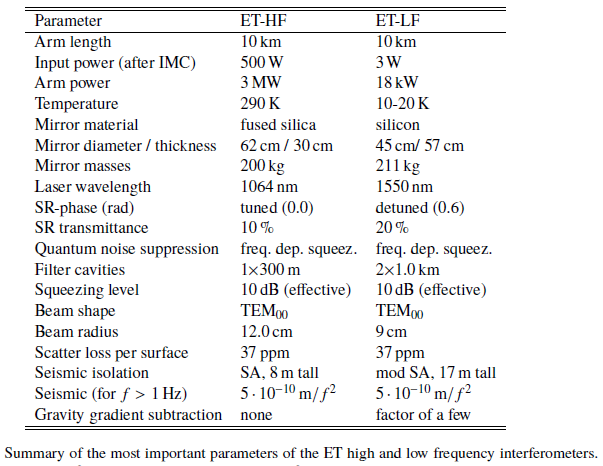 Parameter ET-HF ET-LF
Arm length 10 km 10 km
Input power (after IMC) 500 W 3 W
Arm power 3 MW 18 kW
Temperature 290 K 10-20 K
Mirror material fused silica silicon
Mirror diameter / thickness 62 cm / 30 cm 45 cm/ 57 cm
Mirror masses 200 kg 211 kg
Laser wavelength 1064 nm 1550 nm
SR-phase (rad) tuned (0.0) detuned (0.6)
SR transmittance 10 % 20 %
Quantum noise suppression freq. dep. squeez. freq. dep. squeez.
Filter cavities 1×300 m 2×1.0 km
Squeezing level 10 dB (effective) 10 dB (effective)
Beam shape TEM₀₀ TEM₀₀
Beam radius 12.0 cm 9 cm
Scatter loss per surface 37 ppm 37 ppm
Seismic isolation SA, 8 m tall mod SA, 17 m tall
Seismic (for f > 1 Hz) 5 · 10⁻¹⁰ m/f² 5 · 10⁻¹⁰ m/f²
Gravity gradient subtraction none factor of a few
Summary of the most important parameters of the ET high and low frequency interferometers.